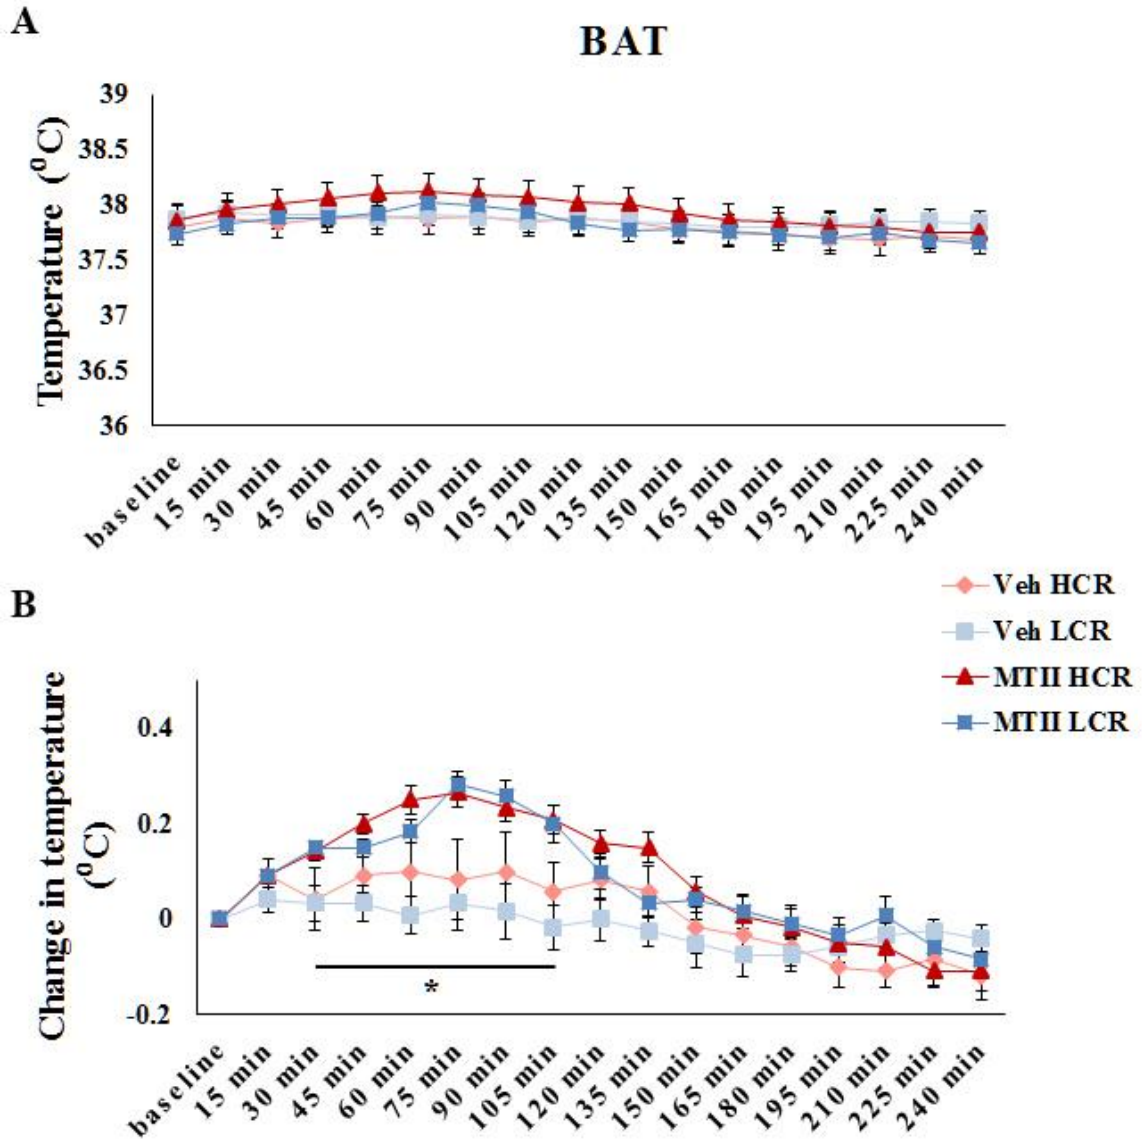 A
BAT
Temperature (⁰C)
39
38.5
38
37.5
37
36.5
36
baseline
15 min
30 min
45 min
60 min
75 min
90 min
105 min
120 min
135 min
150 min
165 min
180 min
195 min
210 min
225 min
240 min
B
Veh HCR
Veh LCR
MTII HCR
MTII LCR
Change in temperature
(⁰C)
0.4
0.2
0
-0.2
*
baseline
15 min
30 min
45 min
60 min
75 min
90 min
105 min
120 min
135 min
150 min
165 min
180 min
195 min
210 min
225 min
240 min